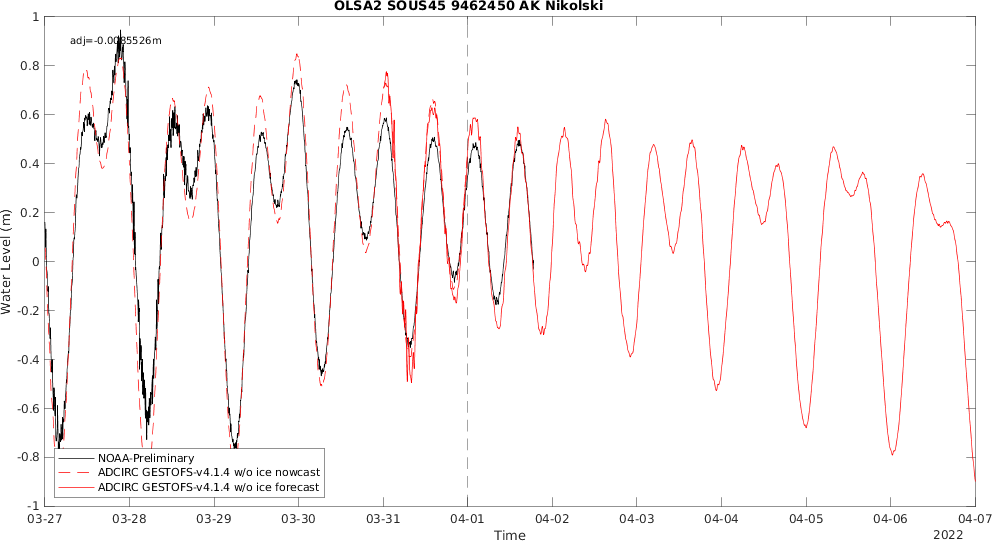 OLSA2 SOUS45 9462450 AK Nikolski
adj=-0.0085526m
1
0.8
0.6
0.4
0.2
0
-0.2
-0.4
-0.6
-0.8
-1
Water Level (m)
NOAA-Preliminary
ADCIRC GESTOFS-v4.1.4 w/o ice nowcast
ADCIRC GESTOFS-v4.1.4 w/o ice forecast
03-27 03-28 03-29 03-30 03-31 04-01 04-02 04-03 04-04 04-05 04-06 04-07
Time
2022